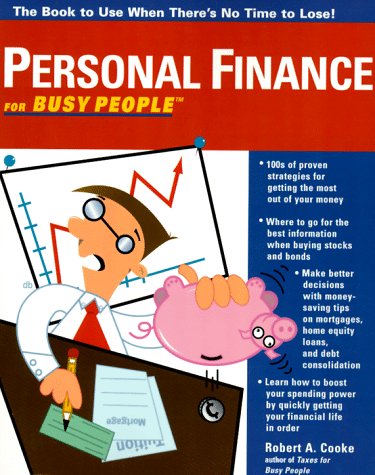 The Book to Use When There's No Time to Lose!
PERSONAL FINANCE
FOR BUSY PEOPLE™
• 100s of proven
strategies for
getting the most
out of your money
• Where to go for the
best information
when buying stocks
and bonds
• Make better
decisions
with money-
saving tips
on mortgages,
home equity
loans,
and debt
consolidation
• Learn how to boost
your spending power
by quickly getting
your financial life
in order
Robert A. Cooke
author of Taxes for
Busy People
db
Mortgage
Tuition